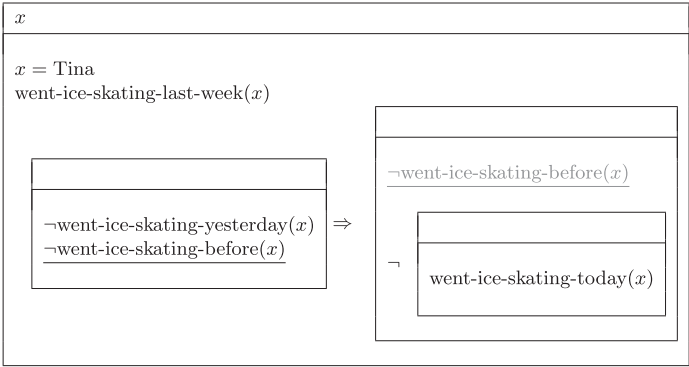 x
x = Tina
went-ice-skating-last-week(x)
¬went-ice-skating-yesterday(x)
¬went-ice-skating-before(x)
⇒
¬went-ice-skating-before(x)
¬
went-ice-skating-today(x)